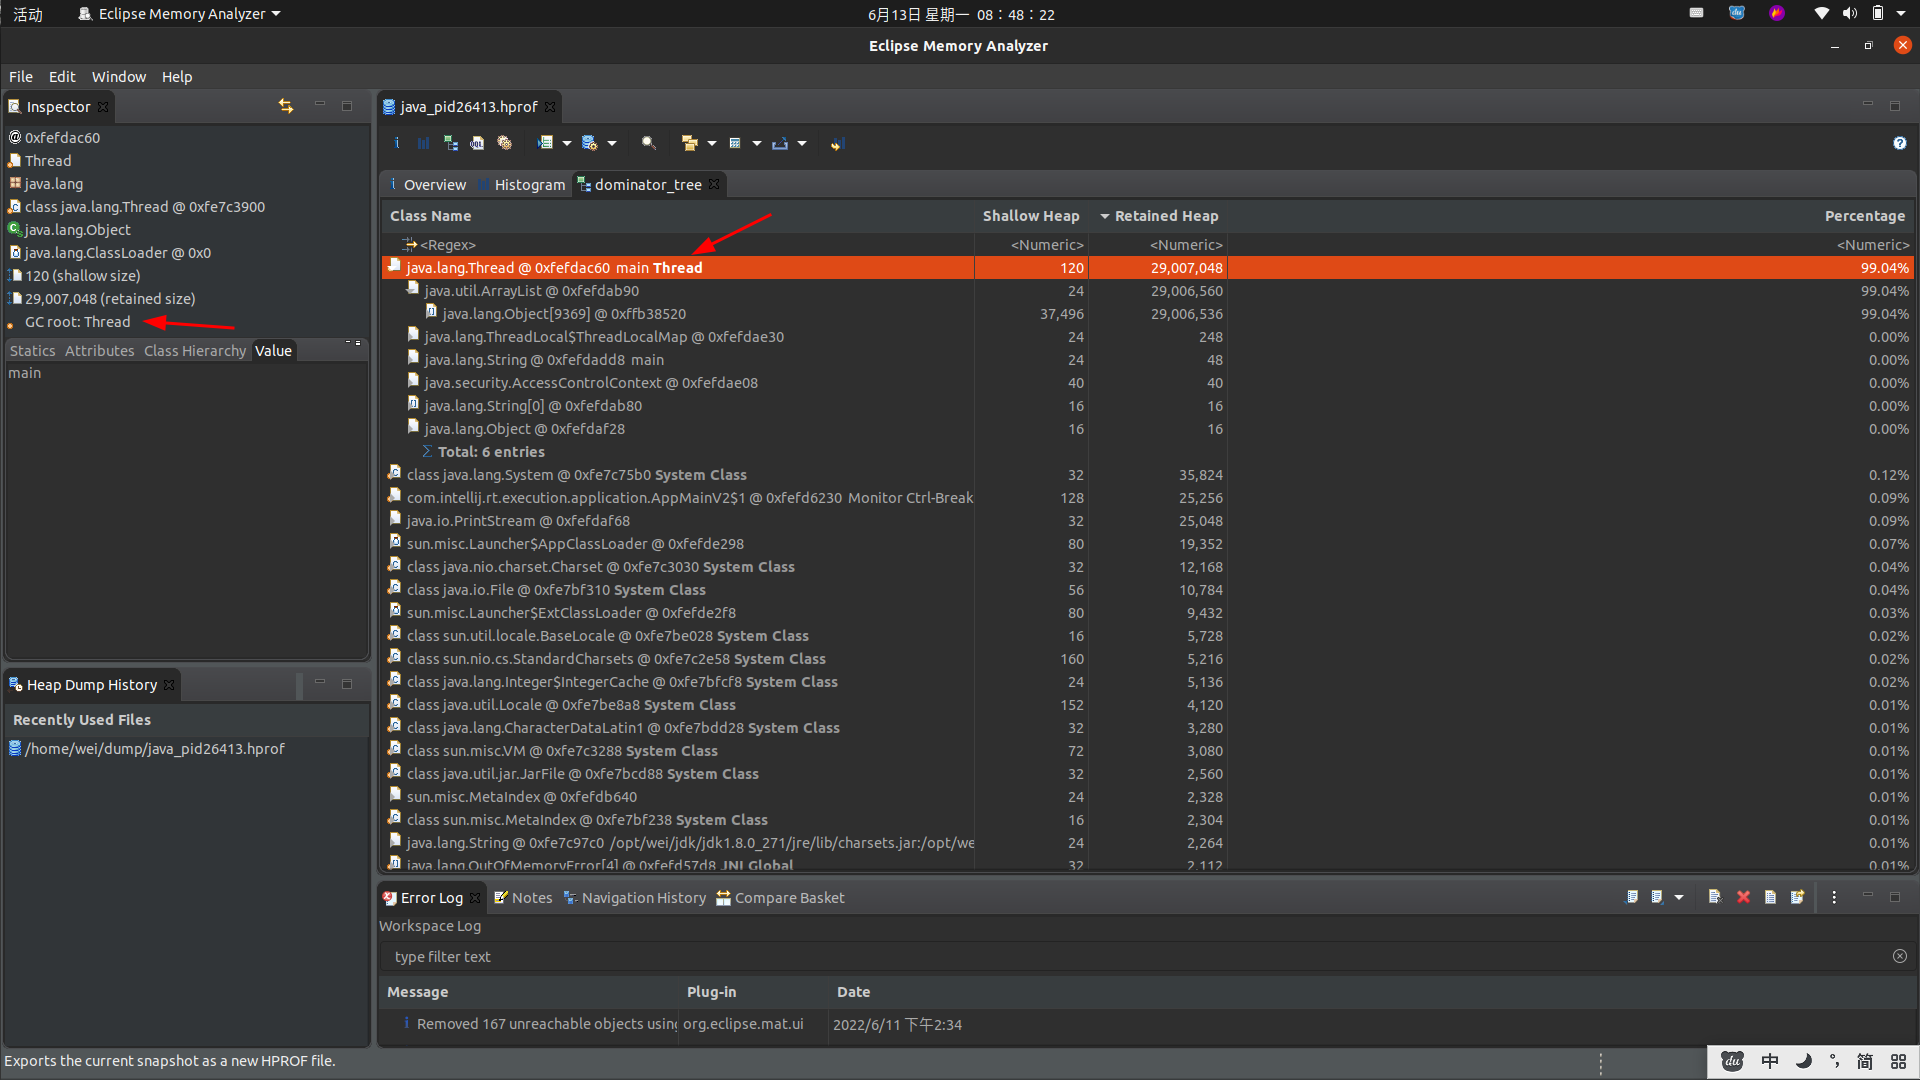 活动 Eclipse Memory Analyzer 6月13日 星期一 08：48：22
Eclipse Memory Analyzer
File Edit Window Help
Inspector
@ 0xfefdac60
Thread
java.lang
class java.lang.Thread @ 0xfe7c3900
java.lang.Object
java.lang.ClassLoader @ 0x0
120 (shallow size)
29,007,048 (retained size)
GC root: Thread
Statics Attributes Class Hierarchy Value
main
Heap Dump History
Recently Used Files
/home/wei/dump/java_pid26413.hprof
java_pid26413.hprof
Overview Histogram dominator_tree
Class Name Shallow Heap Retained Heap Percentage
<Regex> <Numeric> <Numeric> <Numeric>
java.lang.Thread @ 0xfefdac60 main Thread 120 29,007,048 99.04%
java.util.ArrayList @ 0xfefdab90 24 29,006,560 99.04%
java.lang.Object[9369] @ 0xffb38520 37,496 29,006,536 99.04%
java.lang.ThreadLocal$ThreadLocalMap @ 0xfefdae30 24 248 0.00%
java.lang.String @ 0xfefdadd8 main 24 48 0.00%
java.security.AccessControlContext @ 0xfefdae08 40 40 0.00%
java.lang.String[0] @ 0xfefdab80 16 16 0.00%
java.lang.Object @ 0xfefdaf28 16 16 0.00%
Σ Total: 6 entries
class java.lang.System @ 0xfe7c75b0 System Class 32 35,824 0.12%
com.intellij.rt.execution.application.AppMainV2$1 @ 0xfefd6230 Monitor Ctrl-Break 128 25,256 0.09%
java.io.PrintStream @ 0xfefdaf68 32 25,048 0.09%
sun.misc.Launcher$AppClassLoader @ 0xfefde298 80 19,352 0.07%
class java.nio.charset.Charset @ 0xfe7c3030 System Class 32 12,168 0.04%
class java.io.File @ 0xfe7bf310 System Class 56 10,784 0.04%
sun.misc.Launcher$ExtClassLoader @ 0xfefde2f8 80 9,432 0.03%
class sun.util.locale.BaseLocale @ 0xfe7be028 System Class 16 5,728 0.02%
class sun.nio.cs.StandardCharsets @ 0xfe7c2e58 System Class 160 5,216 0.02%
class java.lang.Integer$IntegerCache @ 0xfe7bfcf8 System Class 24 5,136 0.02%
class java.util.Locale @ 0xfe7be8a8 System Class 152 4,120 0.01%
class java.lang.CharacterDataLatin1 @ 0xfe7bdd28 System Class 32 3,280 0.01%
class sun.misc.VM @ 0xfe7c3288 System Class 72 3,080 0.01%
class java.util.jar.JarFile @ 0xfe7bcd88 System Class 32 2,560 0.01%
sun.misc.MetaIndex @ 0xfefdb640 24 2,328 0.01%
class sun.misc.MetaIndex @ 0xfe7bf238 System Class 16 2,304 0.01%
java.lang.String @ 0xfe7c97c0 /opt/wei/jdk/jdk1.8.0_271/jre/lib/charsets.jar:/opt/we 24 2,264 0.01%
java.lang.OutOfMemoryError[4] @ 0xfefd57d8 JNI Global 32 2,112 0.01%
Error Log Notes Navigation History Compare Basket
Workspace Log
type filter text
Message Plug-in Date
Removed 167 unreachable objects using org.eclipse.mat.ui 2022/6/11 下午2:34
Exports the current snapshot as a new HPROF file.
du 中 简